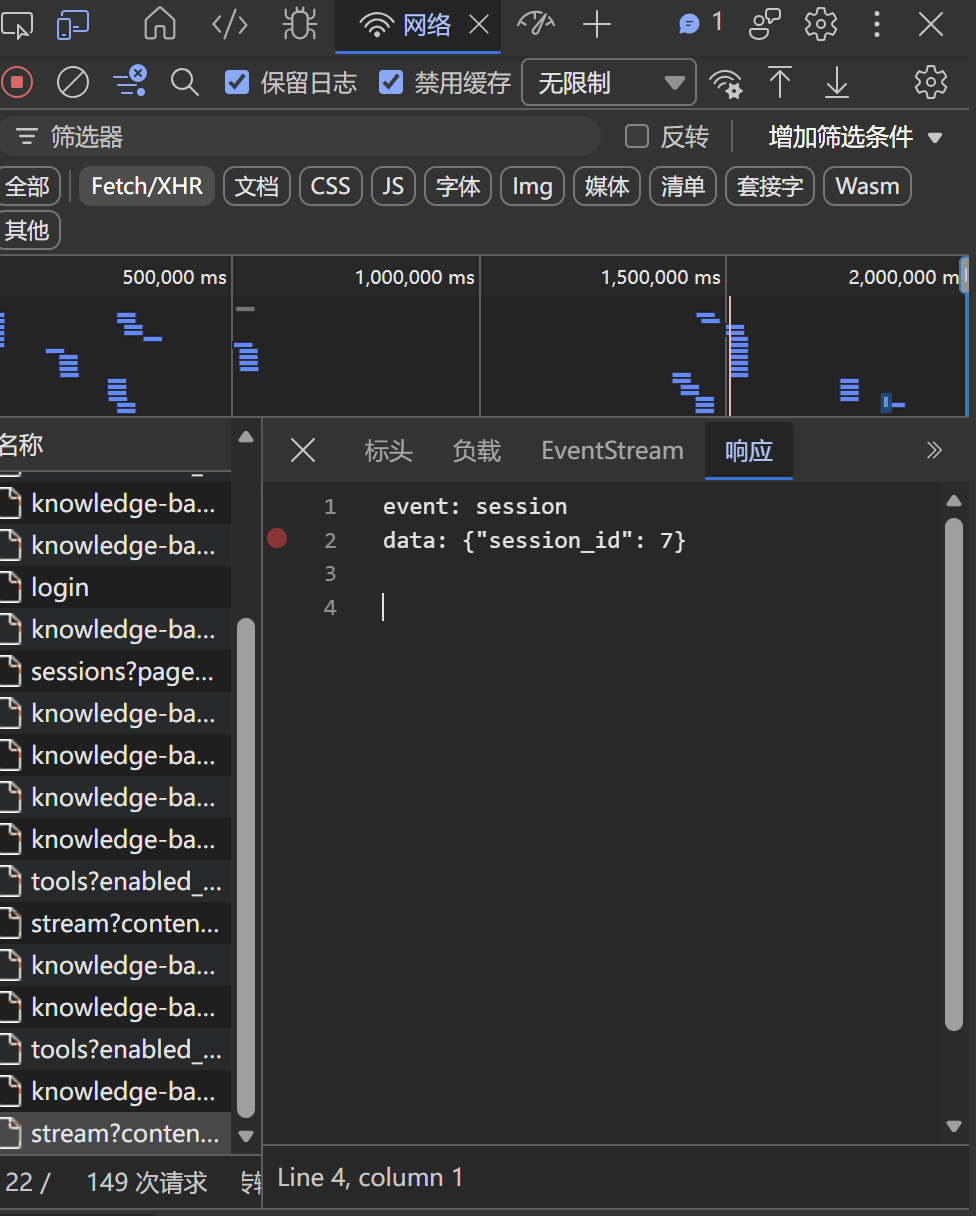 网络
1
保留日志 禁用缓存 无限制
筛选器 反转 增加筛选条件
全部 Fetch/XHR 文档 CSS JS 字体 Img 媒体 清单 套接字 Wasm
其他
500,000 ms 1,000,000 ms 1,500,000 ms 2,000,000 m
名称
标头 负载 EventStream 响应
knowledge-ba...
knowledge-ba...
login
knowledge-ba...
sessions?page...
knowledge-ba...
knowledge-ba...
knowledge-ba...
knowledge-ba...
tools?enabled_...
stream?conten...
knowledge-ba...
knowledge-ba...
tools?enabled_...
knowledge-ba...
stream?conten...
22 / 149 次请求
1 event: session
2 data: {"session_id": 7}
3
4
Line 4, column 1